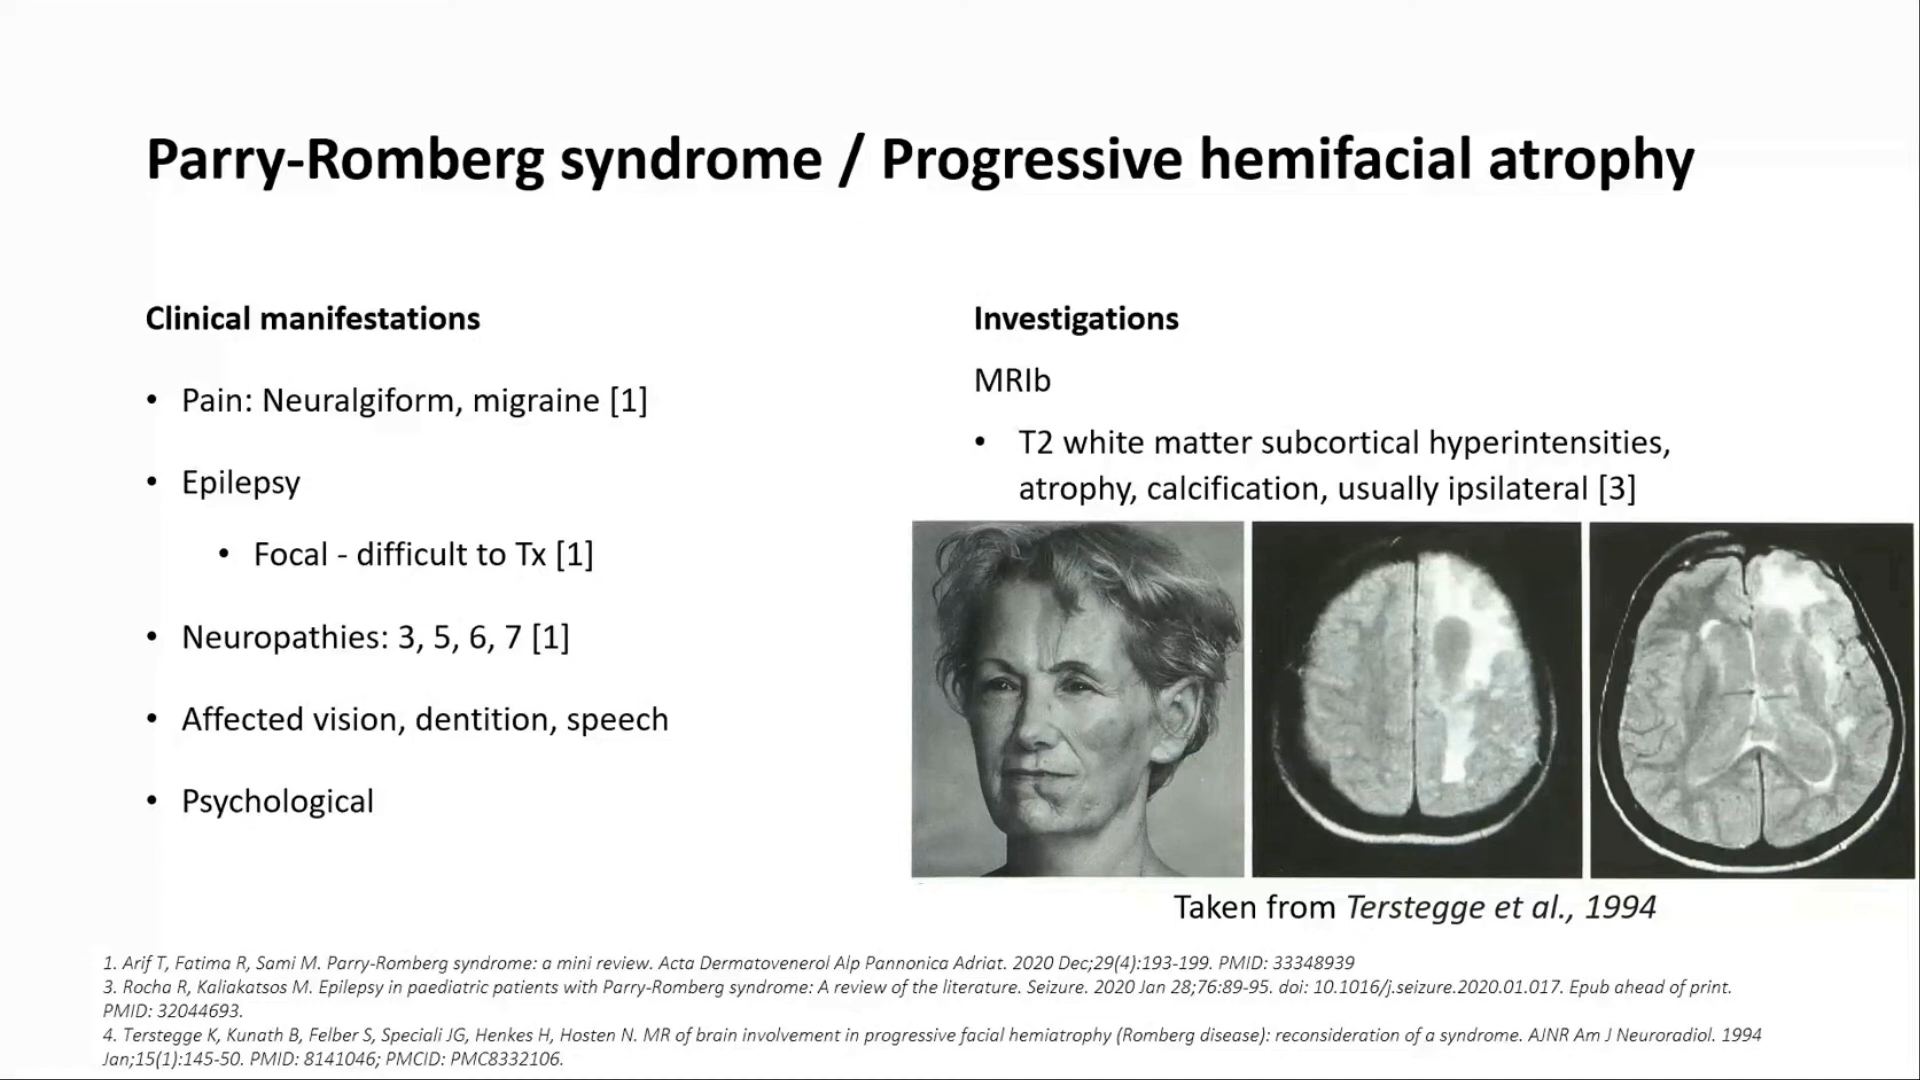 Parry-Romberg syndrome / Progressive hemifacial atrophy
Clinical manifestations
• Pain: Neuralgiform, migraine [1]
• Epilepsy
• Focal - difficult to Tx [1]
• Neuropathies: 3, 5, 6, 7 [1]
• Affected vision, dentition, speech
• Psychological
Investigations
MRIb
• T2 white matter subcortical hyperintensities,
atrophy, calcification, usually ipsilateral [3]
Taken from Terstegge et al., 1994
1. Arif T, Fatima R, Sami M. Parry-Romberg syndrome: a mini review. Acta Dermatovenerol Alp Pannonica Adriat. 2020 Dec;29(4):193-199. PMID: 33348939
3. Rocha R, Kaliakatsos M. Epilepsy in paediatric patients with Parry-Romberg syndrome: A review of the literature. Seizure. 2020 Jan 28;76:89-95. doi: 10.1016/j.seizure.2020.01.017. Epub ahead of print.
PMID: 32044693.
4. Terstegge K, Kunath B, Felber S, Speciali JG, Henkes H, Hosten N. MR of brain involvement in progressive facial hemiatrophy (Romberg disease): reconsideration of a syndrome. AJNR Am J Neuroradiol. 1994
Jan;15(1):145-50. PMID: 8141046; PMCID: PMC8332106.